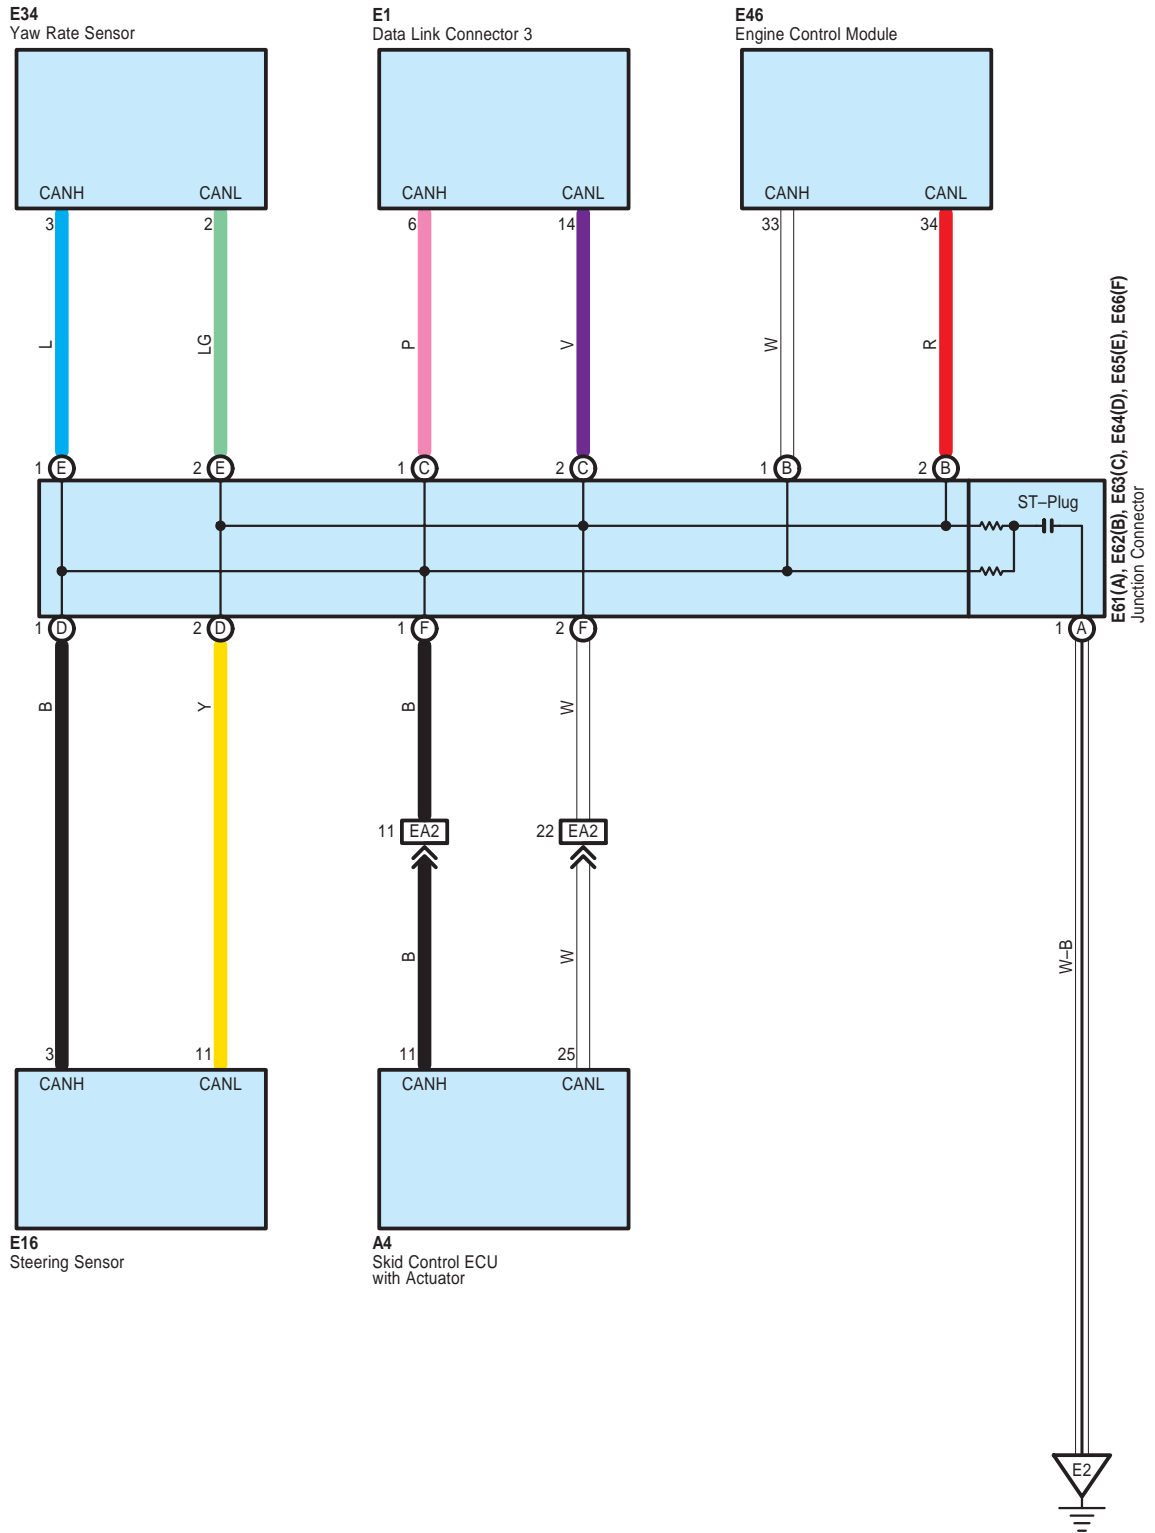 E34
Yaw Rate Sensor
E1
Data Link Connector 3
E46
Engine Control Module
CANH
CANL
CANH
CANL
CANH
CANL
3
2
6
14
33
34
L
LG
P
V
W
R
1 E
2 E
1 C
2 C
1 B
2 B
ST–Plug
E61(A), E62(B), E63(C), E64(D), E65(E), E66(F)
Junction Connector
1 D
2 D
1 F
2 F
1 A
B
Y
B
W
11 EA2
22 EA2
B
W
W–B
3
11
11
25
CANH
CANL
CANH
CANL
E16
Steering Sensor
A4
Skid Control ECU
with Actuator
E2